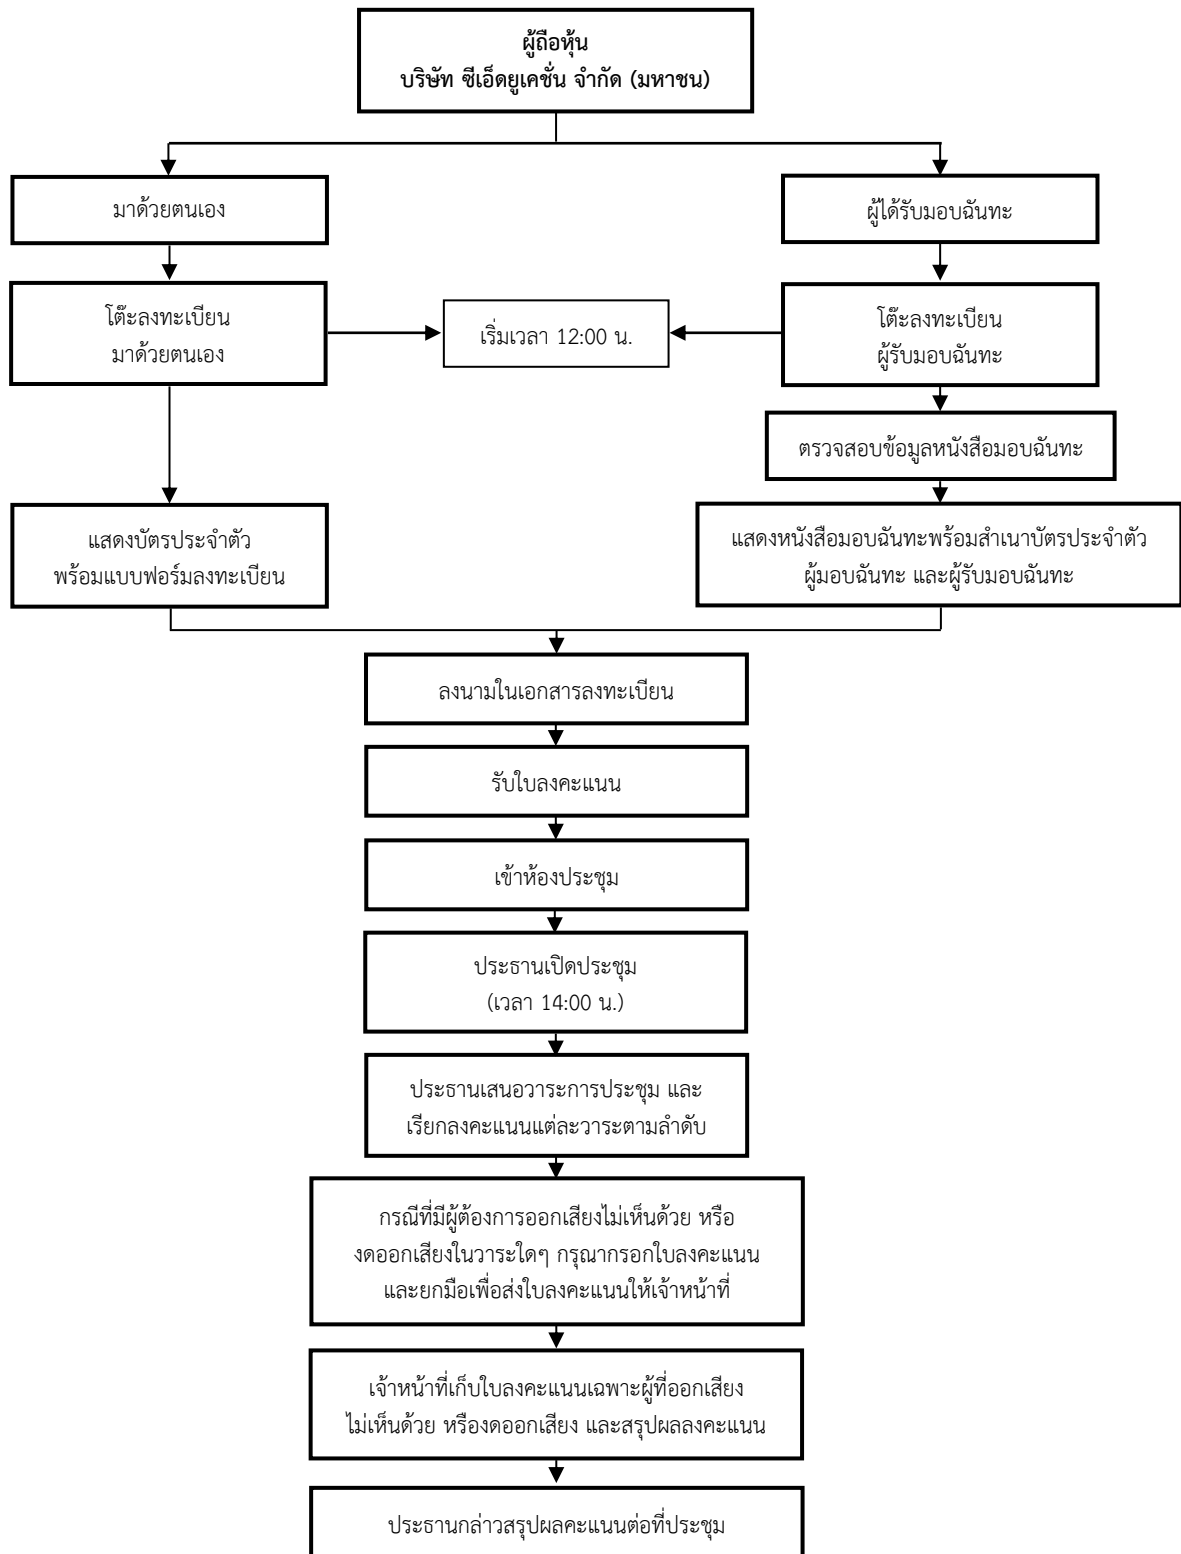 ผู้ถือหุ้น
บริษัท ซีเอ็ดยูเคชั่น จำกัด (มหาชน)
มาด้วยตนเอง
ผู้ได้รับมอบฉันทะ
โต๊ะลงทะเบียน
มาด้วยตนเอง
เริ่มเวลา 12:00 น.
โต๊ะลงทะเบียน
ผู้รับมอบฉันทะ
ตรวจสอบข้อมูลหนังสือมอบฉันทะ
แสดงบัตรประจำตัว
พร้อมแบบฟอร์มลงทะเบียน
แสดงหนังสือมอบฉันทะพร้อมสำเนาบัตรประจำตัว
ผู้มอบฉันทะ และผู้รับมอบฉันทะ
ลงนามในเอกสารลงทะเบียน
รับใบลงคะแนน
เข้าห้องประชุม
ประธานเปิดประชุม
(เวลา 14:00 น.)
ประธานเสนอวาระการประชุม และ
เรียกลงคะแนนแต่ละวาระตามลำดับ
กรณีที่มีผู้ต้องการออกเสียงไม่เห็นด้วย หรือ
งดออกเสียงในวาระใดๆ กรุณากรอกใบลงคะแนน
และยกมือเพื่อส่งใบลงคะแนนให้เจ้าหน้าที่
เจ้าหน้าที่เก็บใบลงคะแนนเฉพาะผู้ที่ออกเสียง
ไม่เห็นด้วย หรืองดออกเสียง และสรุปผลลงคะแนน
ประธานกล่าวสรุปผลคะแนนต่อที่ประชุม